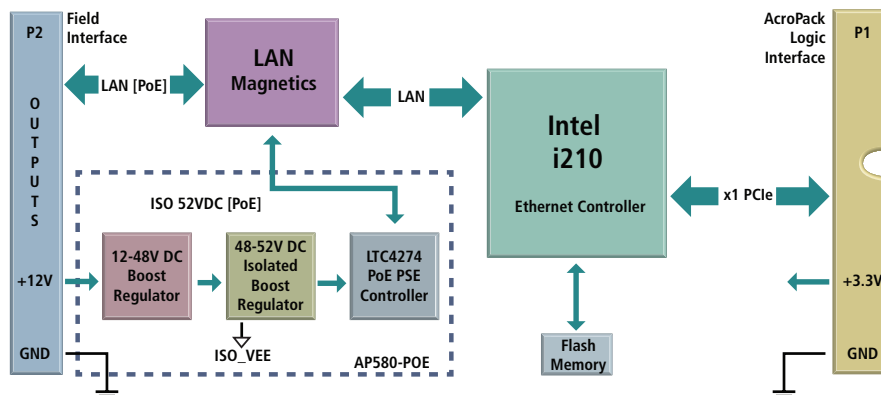 P2
Field
Interface
O
U
T
P
U
T
S
+12V
GND
LAN [PoE]
LAN
Magnetics
LAN
Intel
i210
Ethernet Controller
x1 PCIe
AcroPack
Logic
Interface
P1
+3.3V
GND
ISO 52VDC [PoE]
12-48V DC
Boost
Regulator
48-52V DC
Isolated
Boost
Regulator
LTC4274
PoE PSE
Controller
ISO_VEE
AP580-POE
Flash
Memory